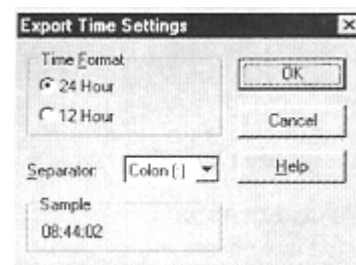 Export Time Settings
Time Format
24 Hour
12 Hour
OK
Cancel
Help
Separator: Colon (:)
Sample
08:44:02